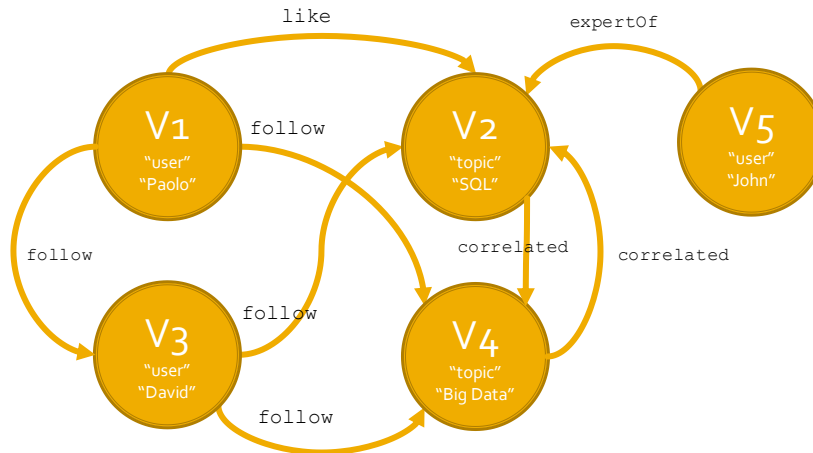 like
expertOf
V1
“user”
“Paolo”
follow
V2
“topic”
“SQL”
V5
“user”
“John”
follow
correlated
correlated
V3
“user”
“David”
follow
V4
“topic”
“Big Data”
follow